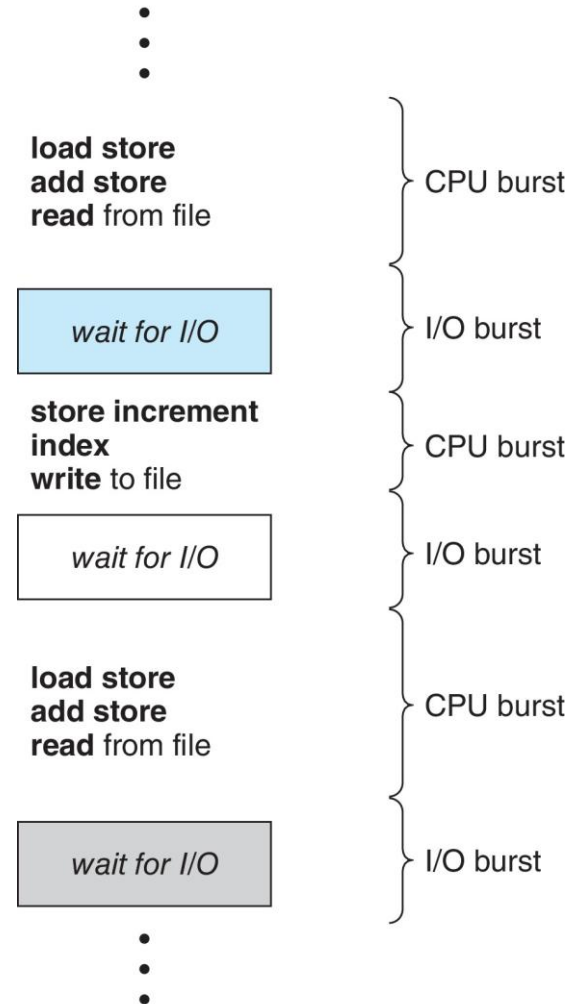 load store
add store
read from file
CPU burst
wait for I/O
I/O burst
store increment
index
write to file
CPU burst
wait for I/O
I/O burst
load store
add store
read from file
CPU burst
wait for I/O
I/O burst